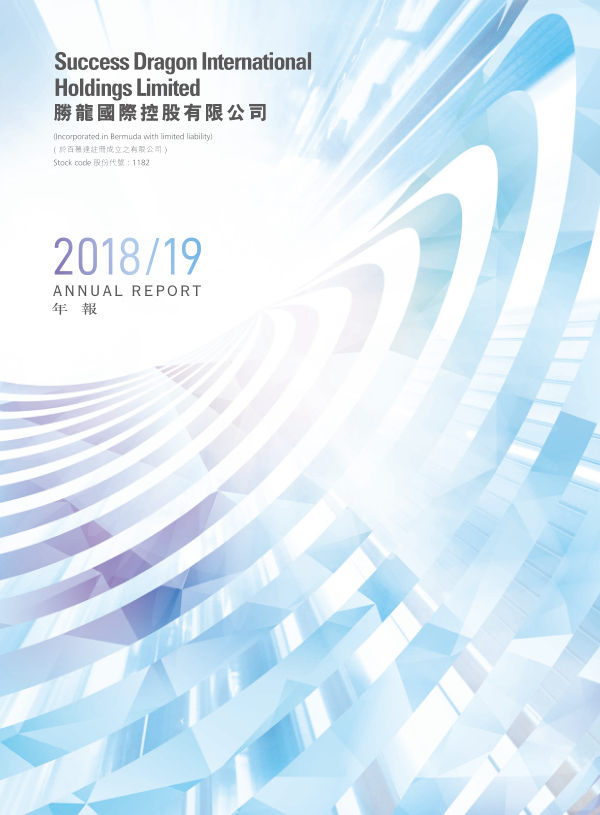 Success Dragon International
Holdings Limited
勝龍國際控股有限公司
(Incorporated in Bermuda with limited liability)
（於百慕達註冊成立之有限公司）
Stock code 股份代號：1182
2018/19
ANNUAL REPORT
年 報